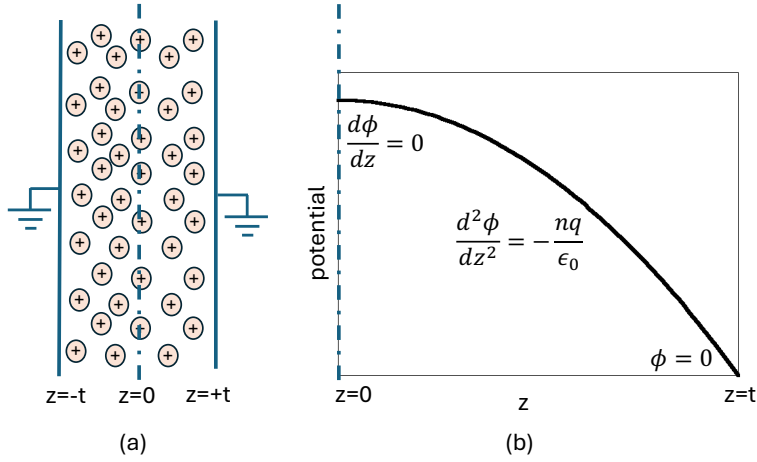 z=-t
z=0
z=+t
(a)
potential
dϕ/dz = 0
d²ϕ/dz² = − nq/ϵ₀
ϕ = 0
z=0
z
z=t
(b)